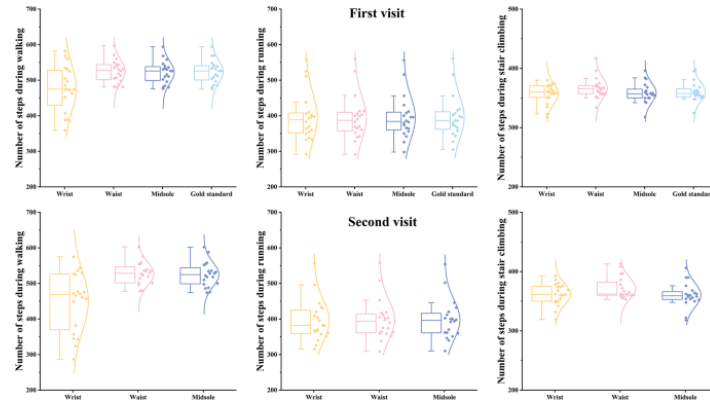 First visit
Number of steps during walking
700
600
500
400
300
200
Wrist Waist Midsole Gold standard
Number of steps during running
700
600
500
400
300
200
Wrist Waist Midsole Gold standard
Number of steps during stair climbing
500
400
300
200
Wrist Waist Midsole Gold standard
Second visit
Number of steps during walking
700
600
500
400
300
200
Wrist Waist Midsole
Number of steps during running
700
600
500
400
300
200
Wrist Waist Midsole
Number of steps during stair climbing
500
400
300
200
Wrist Waist Midsole